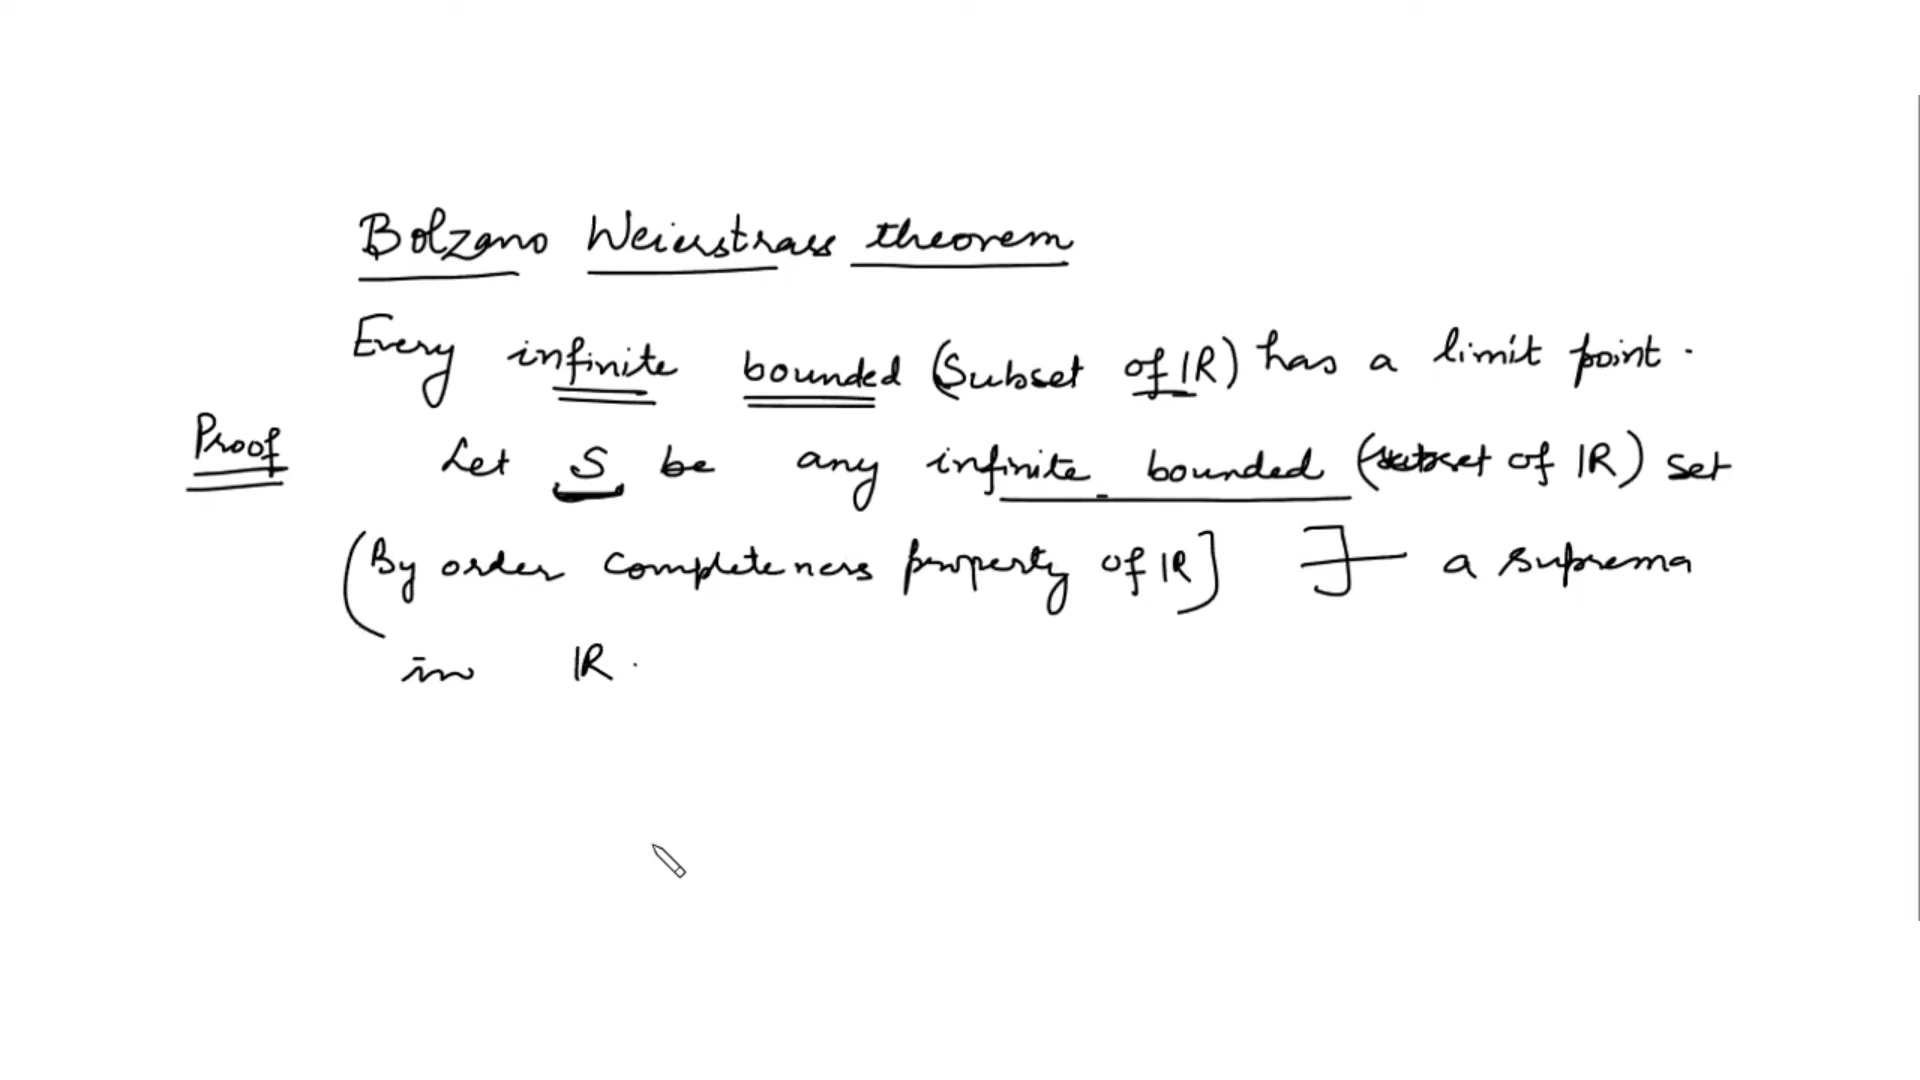 Bolzano Weierstrass theorem
Every infinite bounded (Subset of IR) has a limit point.
Proof Let S be any infinite bounded (subset of IR) set
(By order completeness property of IR] ∃ a suprema
in IR.